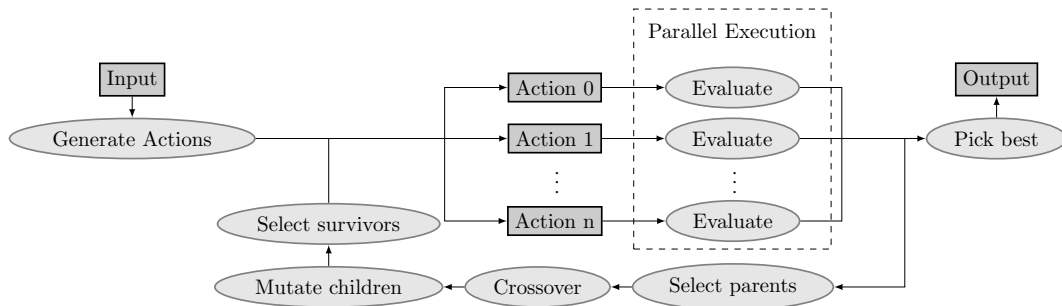 Parallel Execution
Input
Action 0
Evaluate
Output
Generate Actions
Action 1
Evaluate
Pick best
⋮
⋮
Select survivors
Action n
Evaluate
Mutate children
Crossover
Select parents